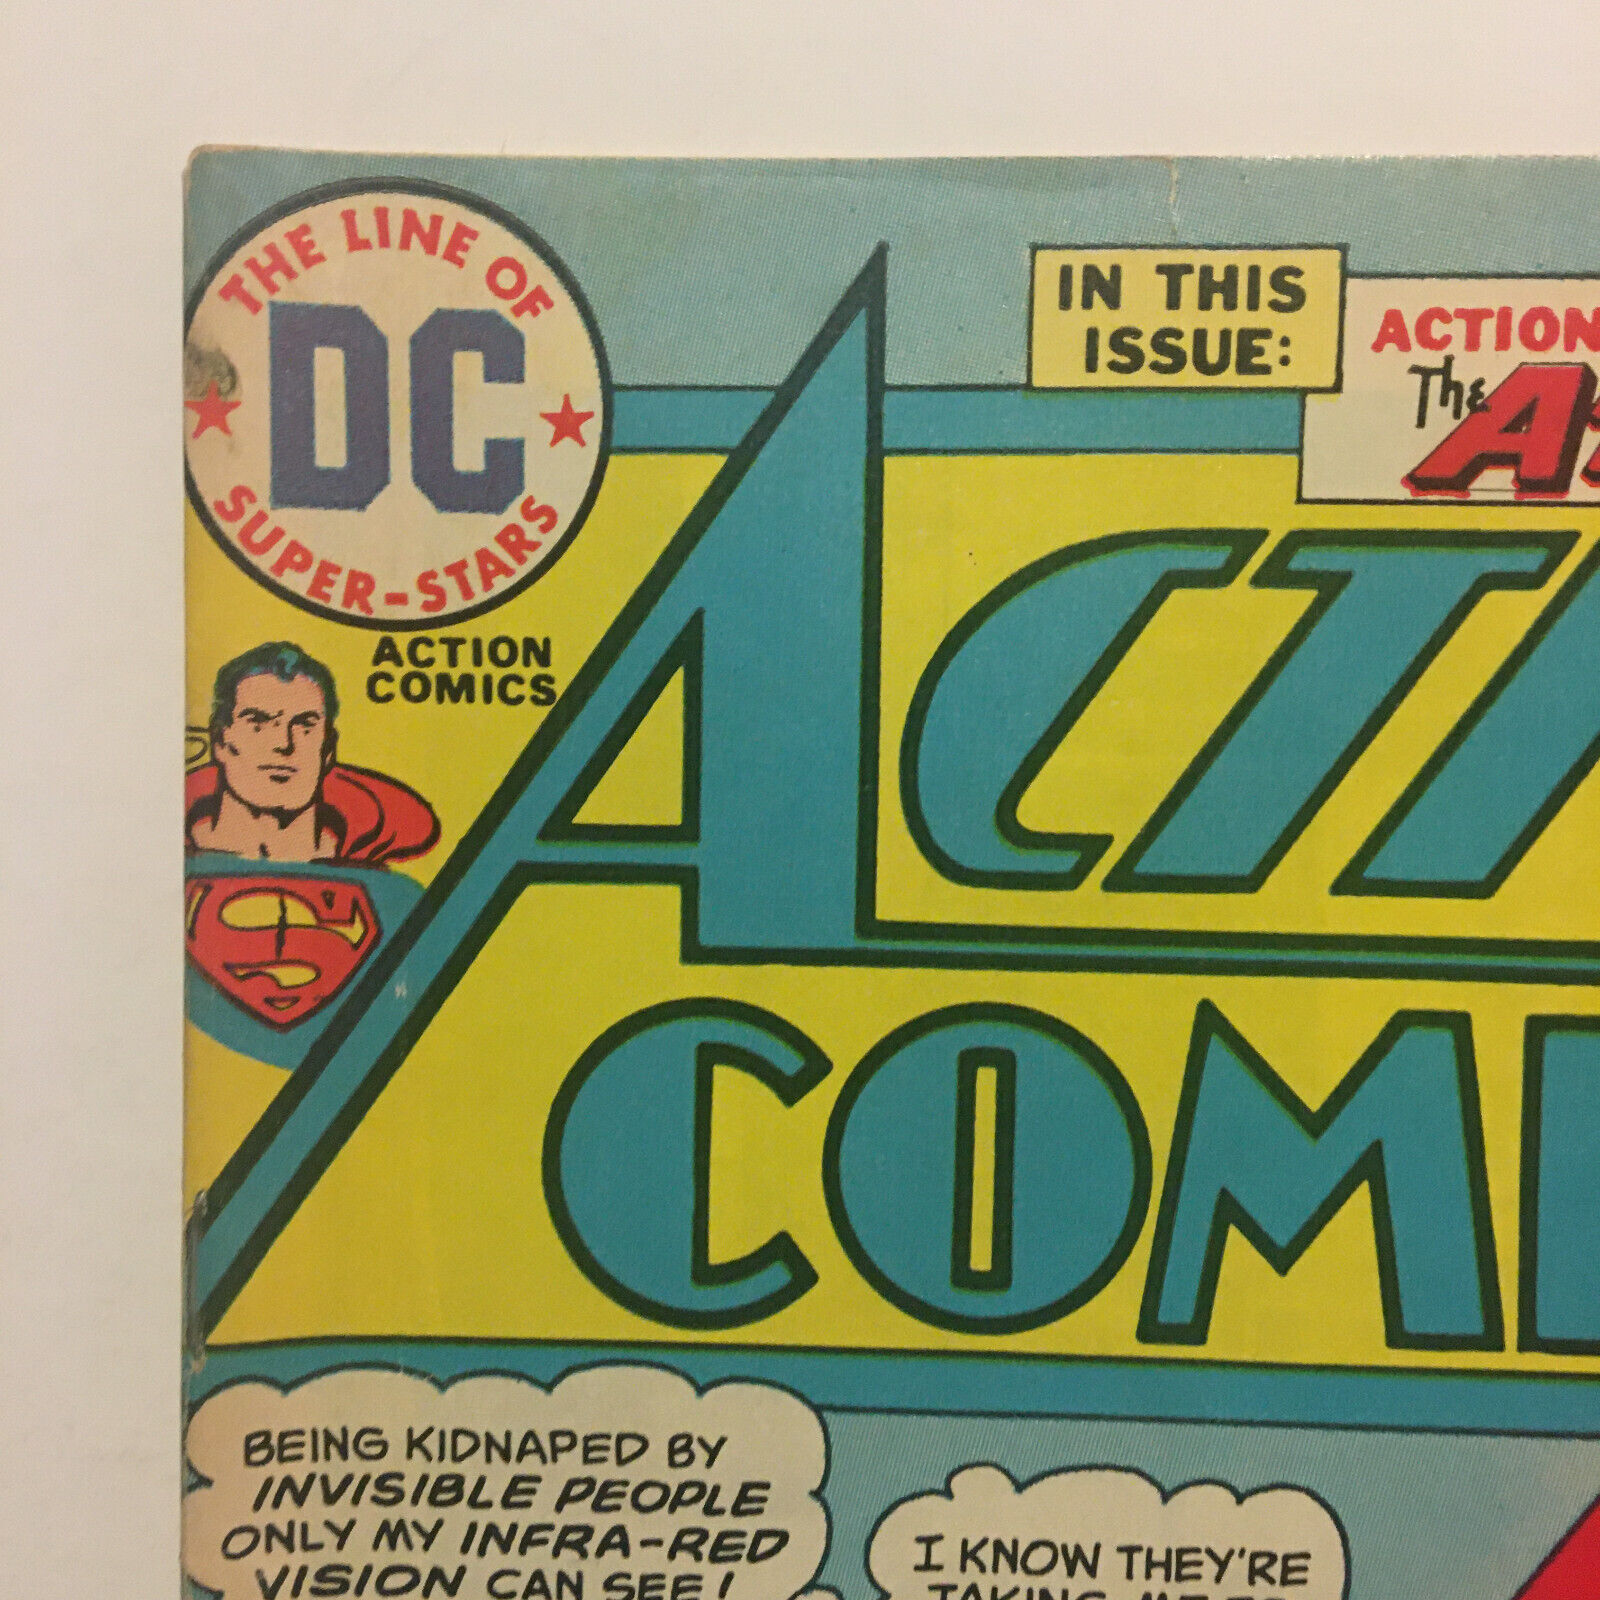 THE LINE OF
DC
SUPER-STARS
ACTION
COMICS
IN THIS
ISSUE:
ACTION
The
BEING KIDNAPED BY
INVISIBLE PEOPLE
ONLY MY INFRA-RED
VISION CAN SEE!
I KNOW THEY'RE